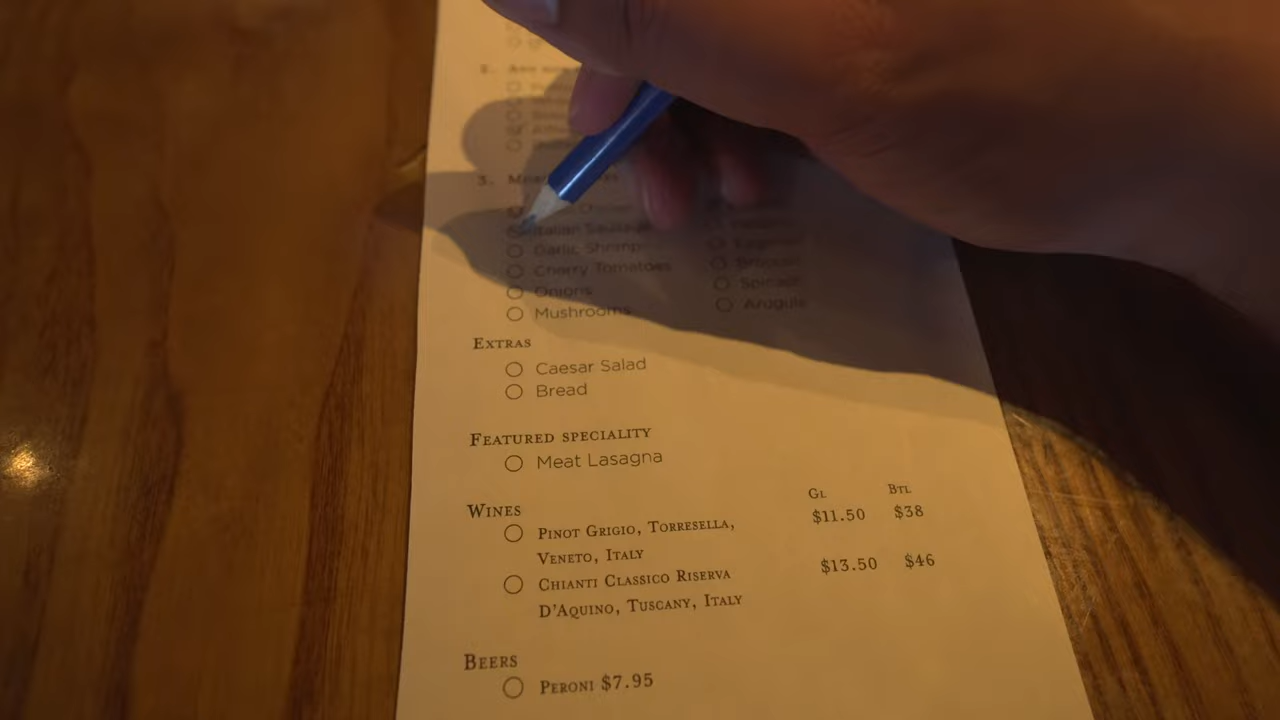 3.
Italian Sausage
Garlic Shrimp
Cherry Tomatoes
Onions Spinach
Mushrooms Arugula
EXTRAS
Caesar Salad
Bread
FEATURED SPECIALITY
Meat Lasagna
GL BTL
WINES
PINOT GRIGIO, TORRESELLA, $11.50 $38
VENETO, ITALY
CHIANTI CLASSICO RISERVA $13.50 $46
D'AQUINO, TUSCANY, ITALY
BEERS
PERONI $7.95